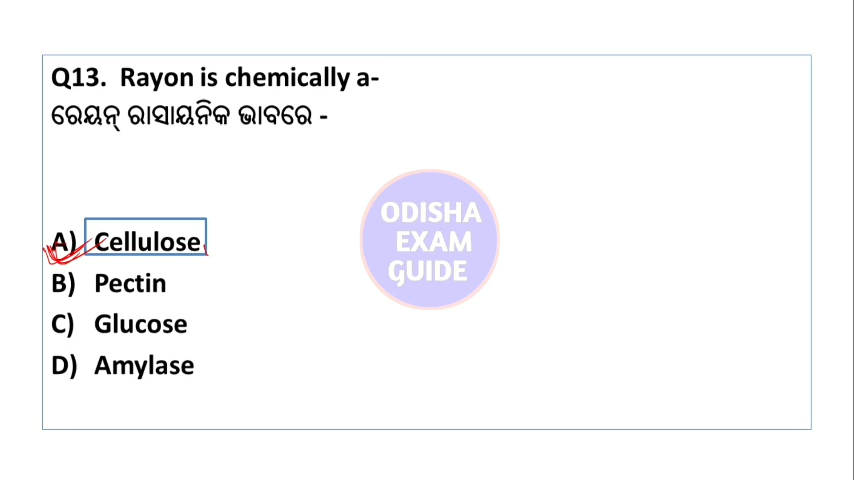 Q13. Rayon is chemically a-
ରେୟନ୍ ରାସାୟନିକ ଭାବରେ -
A) Cellulose
B) Pectin
C) Glucose
D) Amylase
ODISHA
EXAM
GUIDE